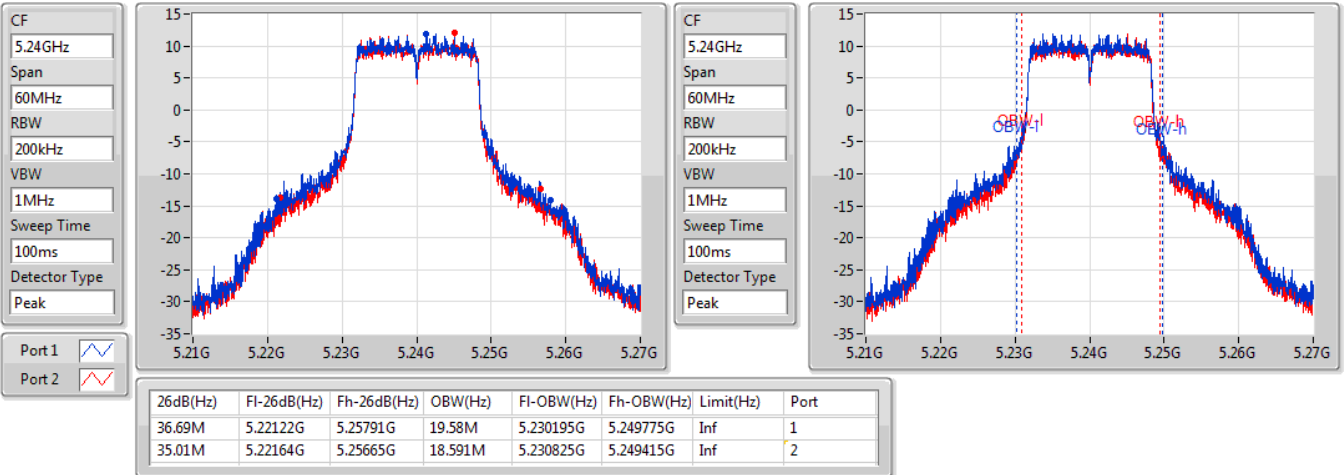 CF
5.24GHz
Span
60MHz
RBW
200kHz
VBW
1MHz
Sweep Time
100ms
Detector Type
Peak
Port 1
Port 2
15
10
5
0
-5
-10
-15
-20
-25
-30
-35
5.21G 5.22G 5.23G 5.24G 5.25G 5.26G 5.27G
CF
5.24GHz
Span
60MHz
RBW
200kHz
VBW
1MHz
Sweep Time
100ms
Detector Type
Peak
15
10
5
0
-5
-10
-15
-20
-25
-30
-35
OBW-l OBW-h
OBW-l OBW-h
5.21G 5.22G 5.23G 5.24G 5.25G 5.26G 5.27G
26dB(Hz) Fl-26dB(Hz) Fh-26dB(Hz) OBW(Hz) Fl-OBW(Hz) Fh-OBW(Hz) Limit(Hz) Port
36.69M 5.22122G 5.25791G 19.58M 5.230195G 5.249775G Inf 1
35.01M 5.22164G 5.25665G 18.591M 5.230825G 5.249415G Inf 2